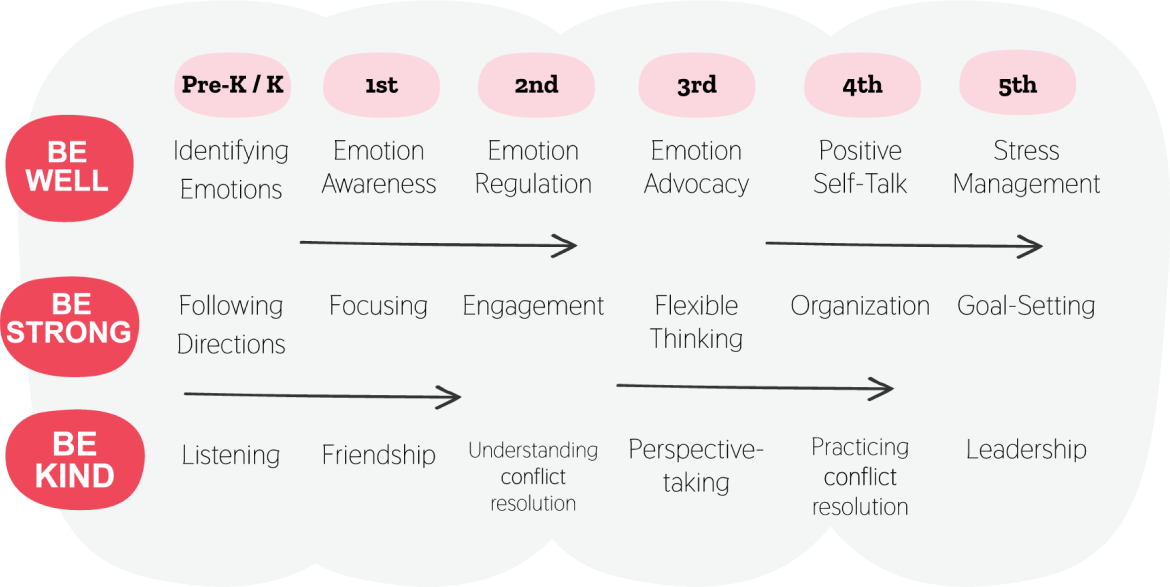 Pre-K / K
1st
2nd
3rd
4th
5th
BE
WELL
Identifying
Emotions
Emotion
Awareness
Emotion
Regulation
Emotion
Advocacy
Positive
Self-Talk
Stress
Management
BE
STRONG
Following
Directions
Focusing
Engagement
Flexible
Thinking
Organization
Goal-Setting
BE
KIND
Listening
Friendship
Understanding
conflict
resolution
Perspective-
taking
Practicing
conflict
resolution
Leadership